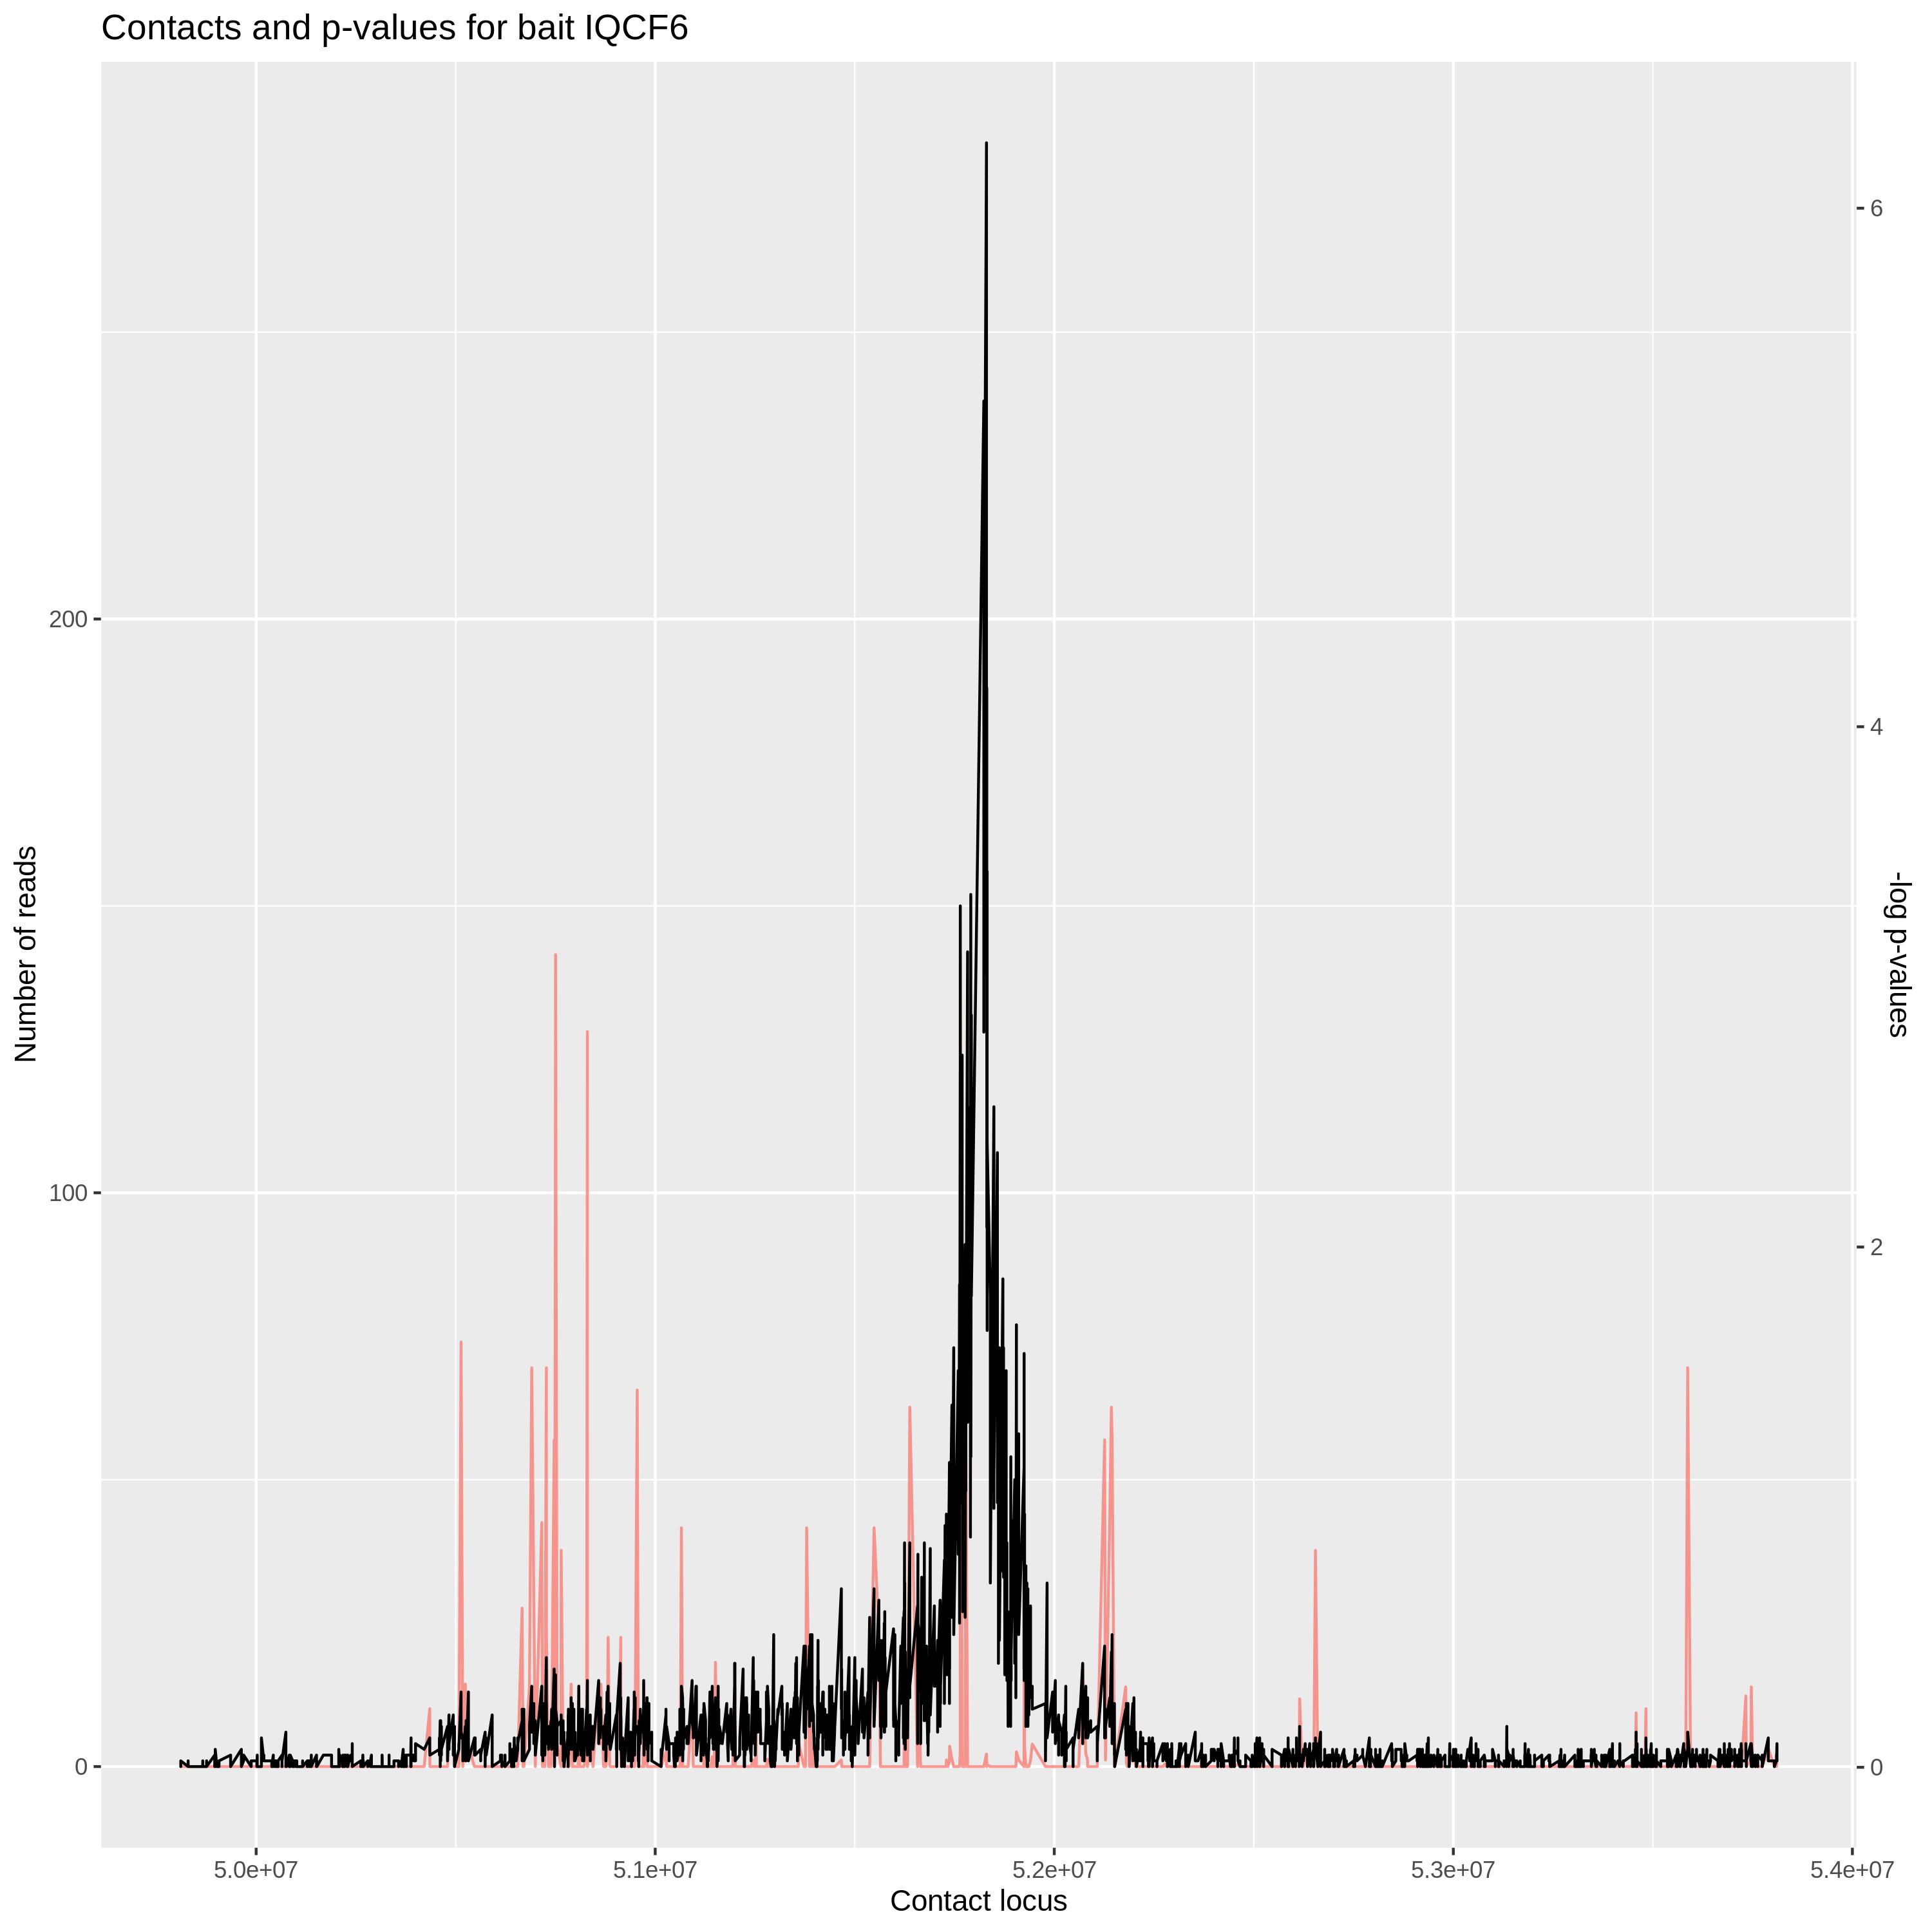 Contacts and p-values for bait IQCF6
Number of reads
200
100
0
6
4
2
0
-log p-values
5.0e+07 5.1e+07 5.2e+07 5.3e+07 5.4e+07
Contact locus